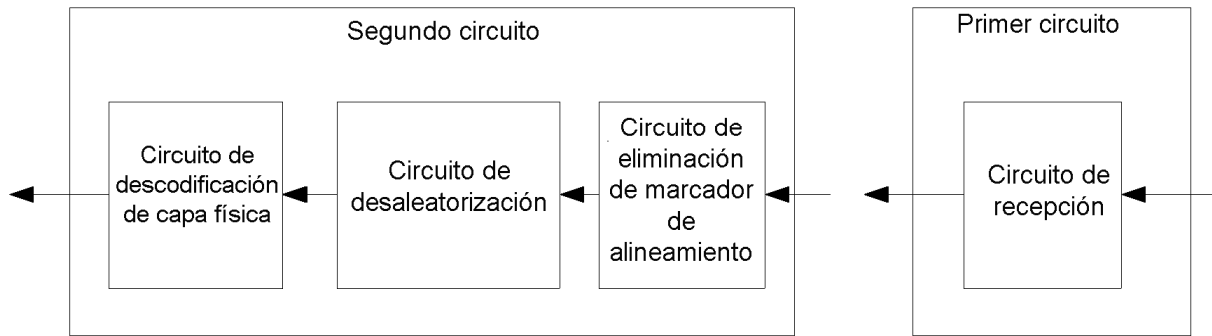 Segundo circuito
Circuito de
descodificación
de capa física
Circuito de
desaleatorización
Circuito de
eliminación
de marcador
de
alineamiento
Primer circuito
Circuito de
recepción